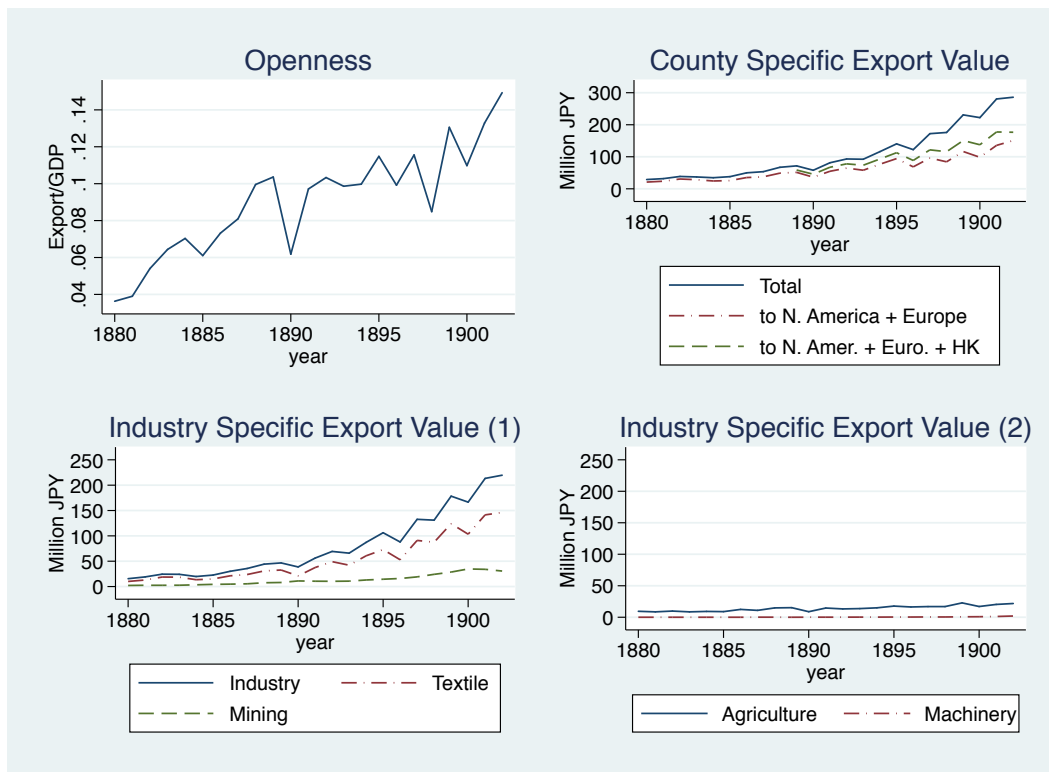 Openness
Export/GDP
.04 .06 .08 .1 .12 .14
1880 1885 1890 1895 1900
year
County Specific Export Value
Million JPY
300
200
100
0
1880 1885 1890 1895 1900
year
Total
to N. America + Europe
to N. Amer. + Euro. + HK
Industry Specific Export Value (1)
Million JPY
250
200
150
100
50
0
1880 1885 1890 1895 1900
year
Industry Textile
Mining
Industry Specific Export Value (2)
Million JPY
250
200
150
100
50
0
1880 1885 1890 1895 1900
year
Agriculture Machinery